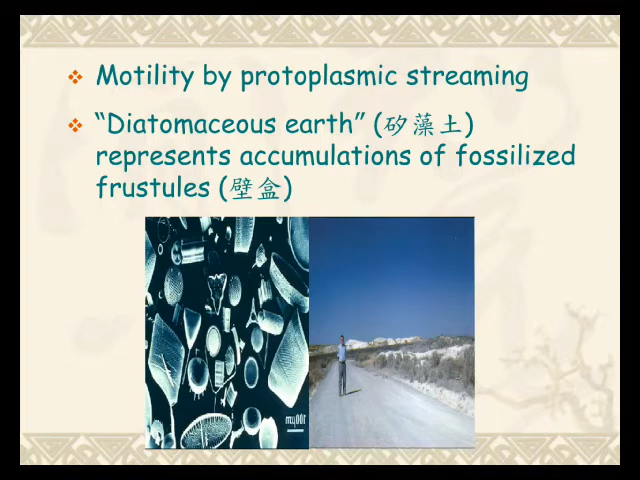 Motility by protoplasmic streaming
“Diatomaceous earth” (矽藻土)
represents accumulations of fossilized
frustules (壁盒)